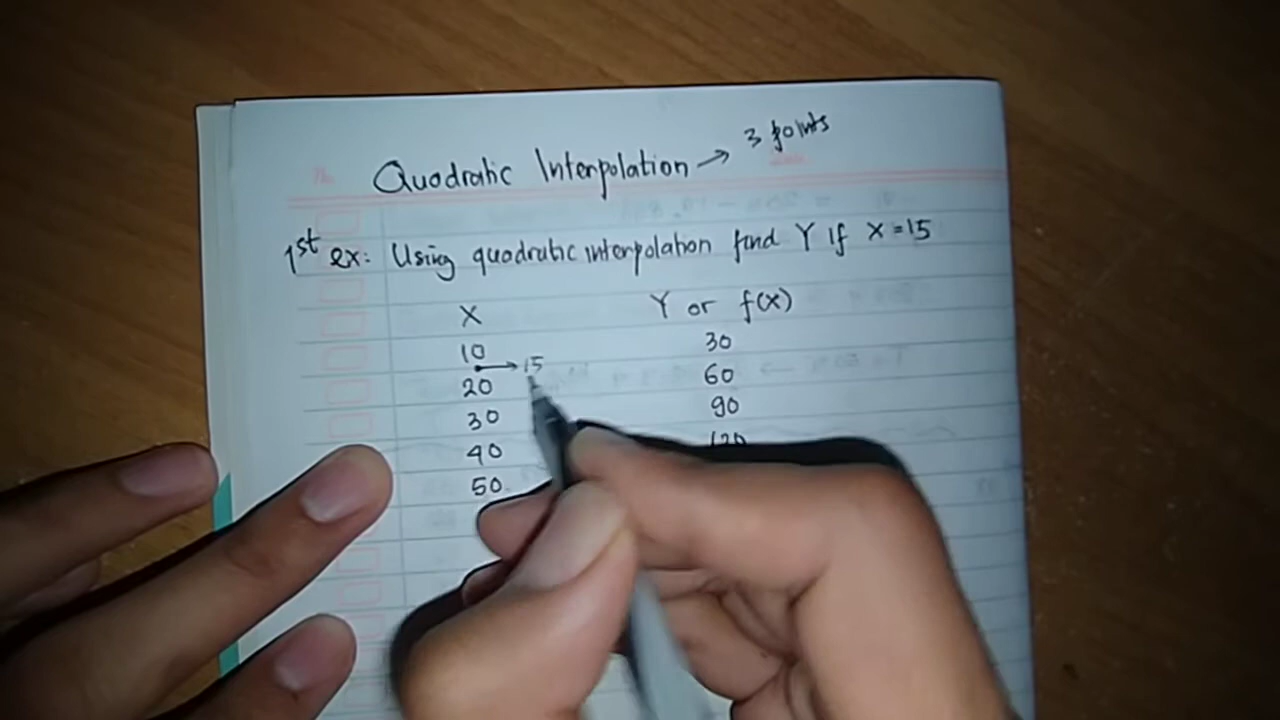 Quadratic Interpolation → 3 points
1st ex: Using quadratic interpolation find Y if X = 15
X Y or f(x)
10 30
→ 15
20 60
30 90
40 120
50